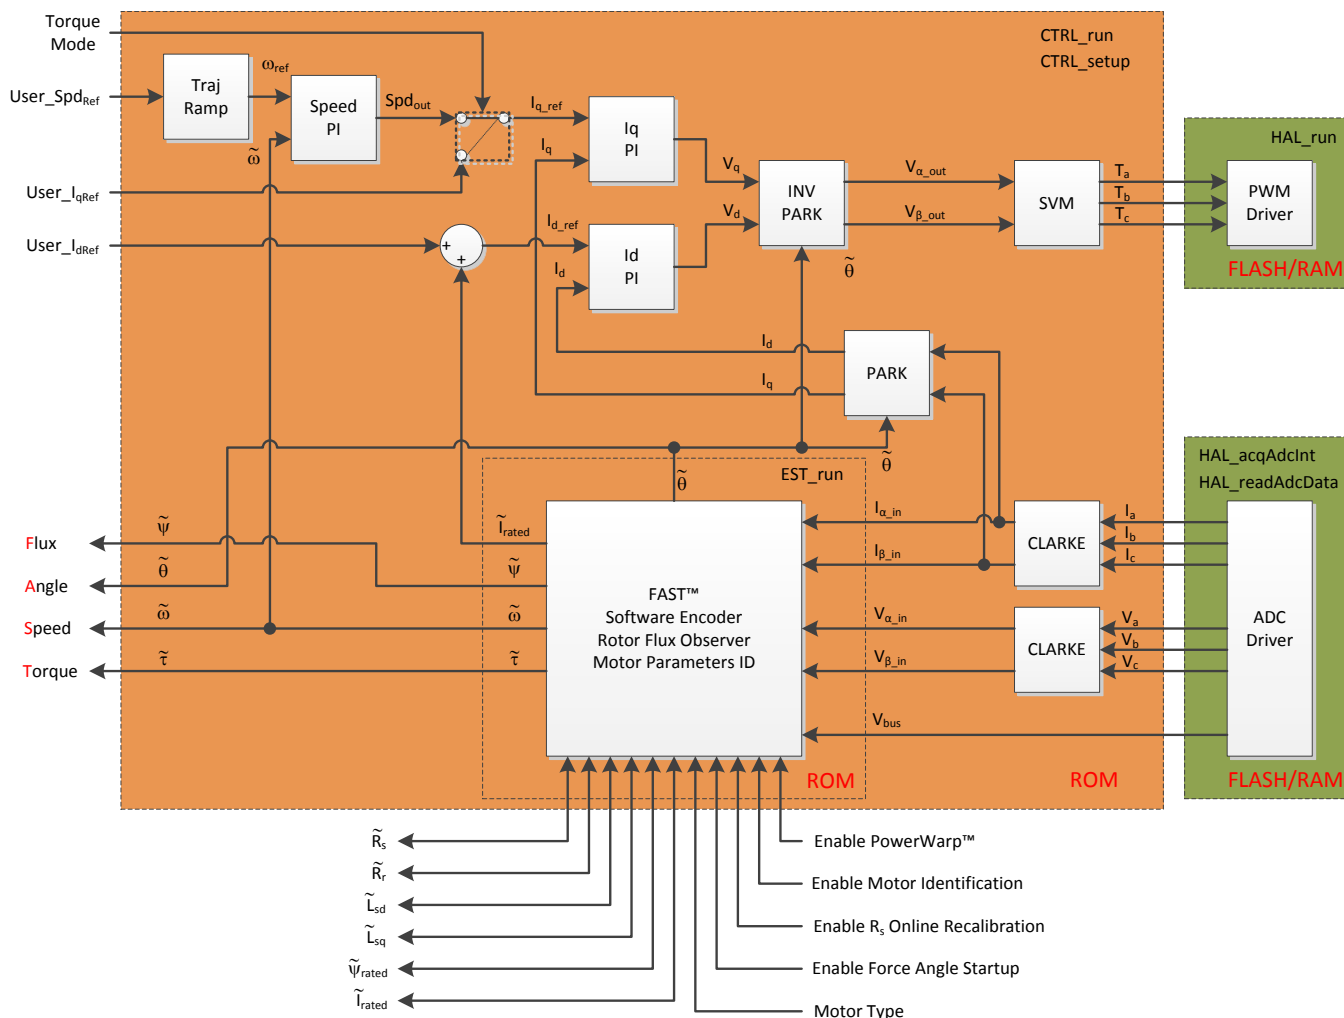 Torque
Mode
CTRL_run
CTRL_setup
User_SpdRef
Traj
Ramp
ωref
Speed
PI
Spdout
ω̃
Iq_ref
Iq
Iq
PI
Vq
User_IqRef
User_IdRef
+
+
Id_ref
Id
Id
PI
Vd
INV
PARK
θ̃
Vα_out
Vβ_out
SVM
Ta
Tb
Tc
HAL_run
PWM
Driver
FLASH/RAM
Id
Iq
PARK
θ̃
θ̃
EST_run
HAL_acqAdcInt
HAL_readAdcData
Flux
ψ̃
Angle
θ̃
Speed
ω̃
Torque
τ̃
Ĩrated
ψ̃
ω̃
τ̃
FAST™
Software Encoder
Rotor Flux Observer
Motor Parameters ID
Iα_in
Iβ_in
Vα_in
Vβ_in
Vbus
CLARKE
CLARKE
Ia
Ib
Ic
Va
Vb
Vc
ADC
Driver
ROM
ROM
FLASH/RAM
R̃s
R̃r
L̃sd
L̃sq
ψ̃rated
Ĩrated
Enable PowerWarp™
Enable Motor Identification
Enable Rs Online Recalibration
Enable Force Angle Startup
Motor Type